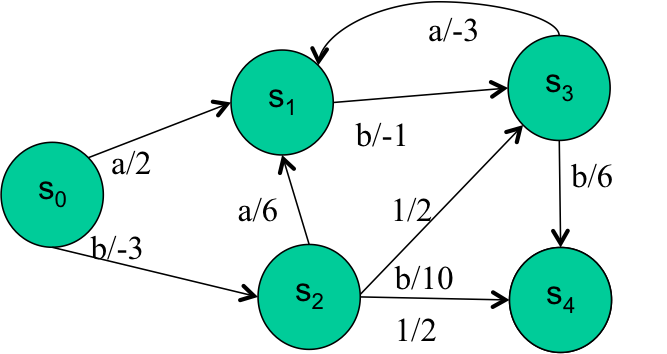 a/-3
s₃
s₁
b/-1
a/2
b/6
s₀
a/6
1/2
b/-3
b/10
s₂
s₄
1/2